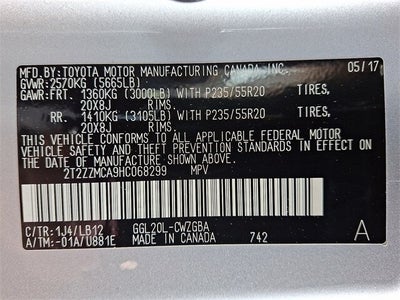 MFD.BY:TOYOTA MOTOR MANUFACTURING CANADA.INC. 05/17
GVWR:2570KG (5665LB)
GAWR:FRT. 1360KG (3000LB) WITH P235/55R20 TIRES,
20X8J RIMS.
RR. 1410KG (3105LB) WITH P235/55R20 TIRES,
20X8J RIMS.
THIS VEHICLE CONFORMS TO ALL APPLICABLE FEDERAL MOTOR
VEHICLE SAFETY AND THEFT PREVENTION STANDARDS IN EFFECT ON
THE DATE OF MANUFACTURE SHOWN ABOVE.
2T2ZZMCA9HC068299 MPV
C/TR:1J4/LB12 GGL20L-CWZGBA
A/TM:-01A/U881E MADE IN CANADA 742 A